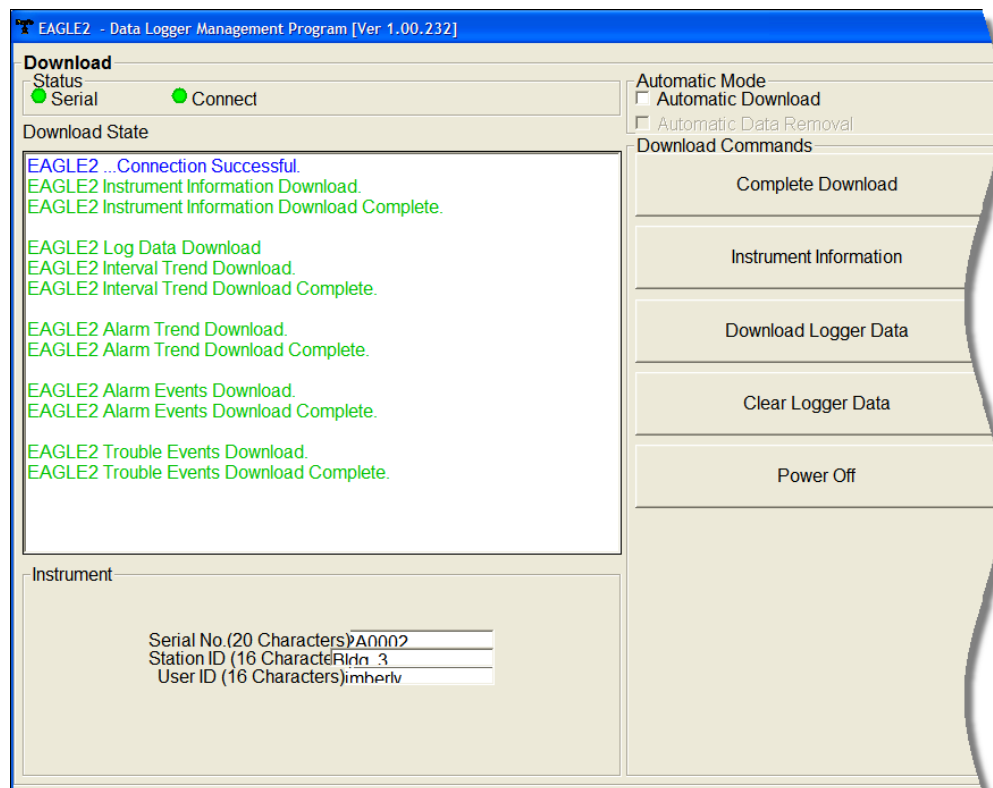 EAGLE2 - Data Logger Management Program [Ver 1.00.232]
Download
Status
Serial
Connect
Download State
EAGLE2 ...Connection Successful.
EAGLE2 Instrument Information Download.
EAGLE2 Instrument Information Download Complete.
EAGLE2 Log Data Download
EAGLE2 Interval Trend Download.
EAGLE2 Interval Trend Download Complete.
EAGLE2 Alarm Trend Download.
EAGLE2 Alarm Trend Download Complete.
EAGLE2 Alarm Events Download.
EAGLE2 Alarm Events Download Complete.
EAGLE2 Trouble Events Download.
EAGLE2 Trouble Events Download Complete.
Instrument
Serial No.(20 Characters) 2A0002
Station ID (16 Characte Bldg. 3
User ID (16 Characters) imberly
Automatic Mode
Automatic Download
Automatic Data Removal
Download Commands
Complete Download
Instrument Information
Download Logger Data
Clear Logger Data
Power Off